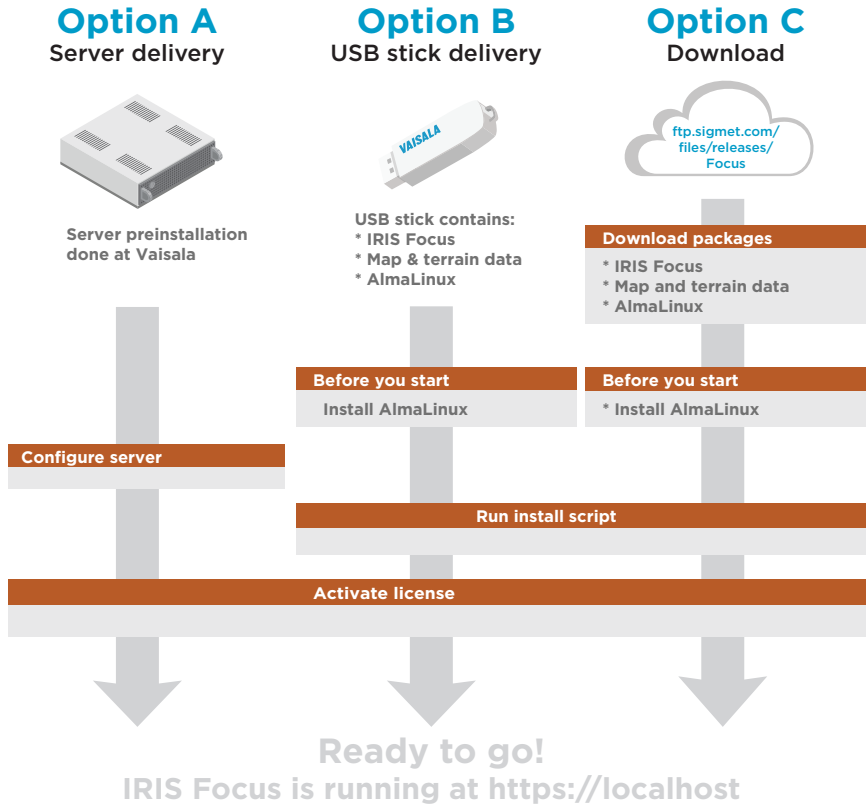 Option A
Server delivery
Server preinstallation
done at Vaisala
Option B
USB stick delivery
VAISALA
USB stick contains:
* IRIS Focus
* Map & terrain data
* AlmaLinux
Option C
Download
ftp.sigmet.com/
files/releases/
Focus
Download packages
* IRIS Focus
* Map and terrain data
* AlmaLinux
Before you start
Install AlmaLinux
Before you start
* Install AlmaLinux
Configure server
Run install script
Activate license
Ready to go!
IRIS Focus is running at https://localhost